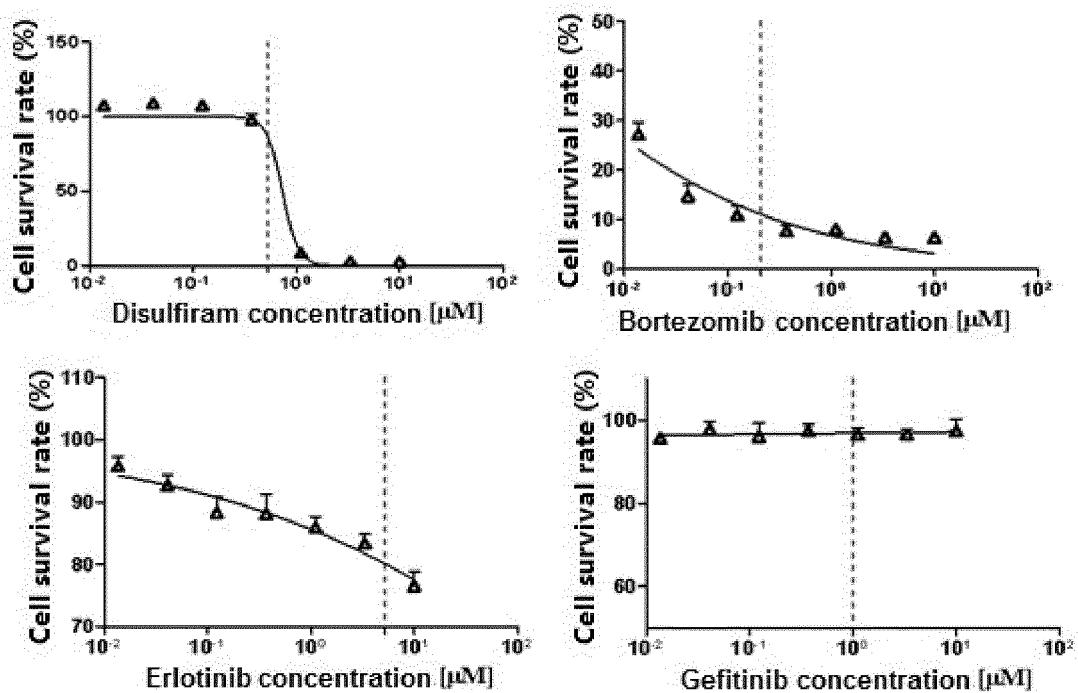 Cell survival rate (%)
150
100
50
0
10-2 10-1 100 101 102
Disulfiram concentration [μM]
Cell survival rate (%)
50
40
30
20
10
0
10-2 10-1 100 101 102
Bortezomib concentration [μM]
Cell survival rate (%)
110
100
90
80
70
10-2 10-1 100 101 102
Erlotinib concentration [μM]
Cell survival rate (%)
100
80
60
10-2 10-1 100 101 102
Gefitinib concentration [μM]